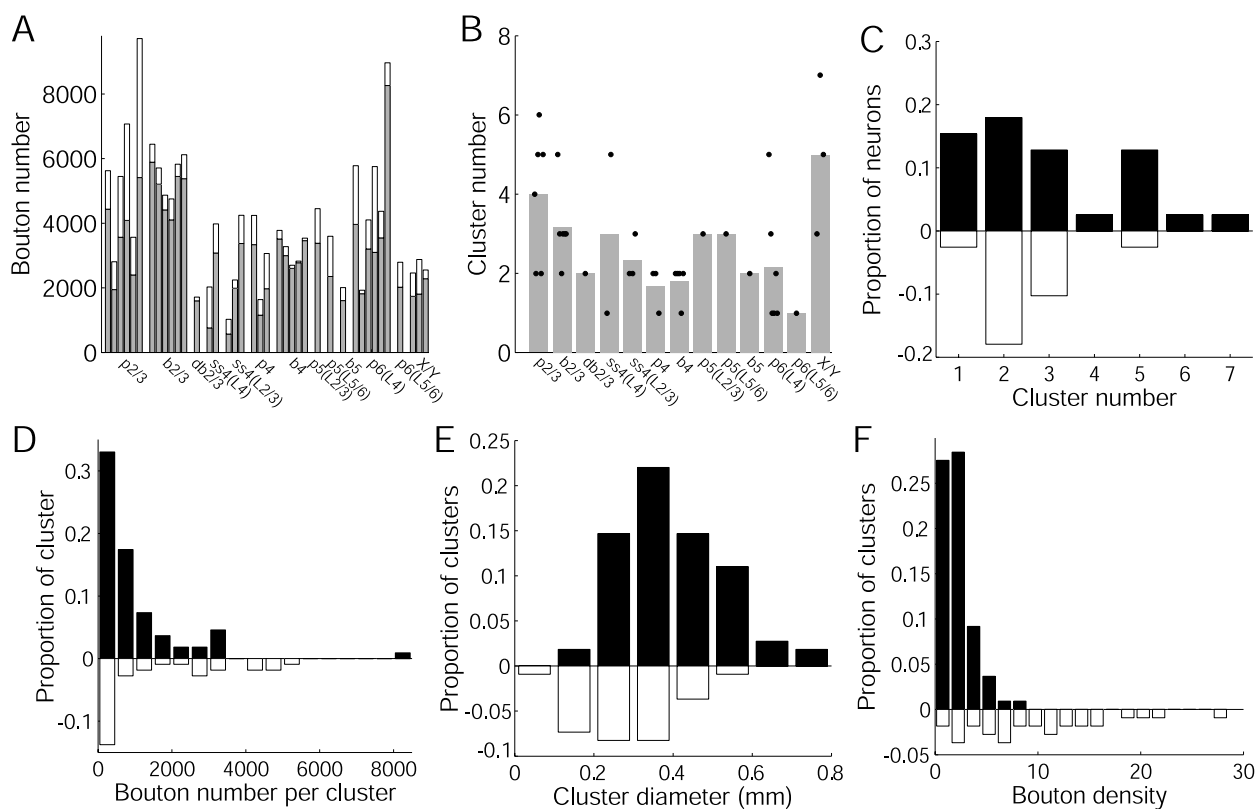 A
Bouton number
8000
6000
4000
2000
0
p2/3
b2/3
db2/3
ss4(L4)
ss4(L2/3)
p4
b4
p5(L2/3)
p5(L5/6)
b5
p6(L4)
p6(L5/6)
X/Y
B
Cluster number
8
6
4
2
0
p2/3
b2/3
db2/3
ss4(L4)
ss4(L2/3)
p4
b4
p5(L2/3)
p5(L5/6)
b5
p6(L4)
p6(L5/6)
X/Y
C
Proportion of neurons
0.3
0.2
0.1
0
-0.1
-0.2
1 2 3 4 5 6 7
Cluster number
D
Proportion of cluster
0.3
0.2
0.1
0
-0.1
0 2000 4000 6000 8000
Bouton number per cluster
E
Proportion of clusters
0.25
0.2
0.15
0.1
0.05
0
-0.05
-0.1
0 0.2 0.4 0.6 0.8
Cluster diameter (mm)
F
Proportion of clusters
0.25
0.2
0.15
0.1
0.05
0
-0.05
0 10 20 30
Bouton density